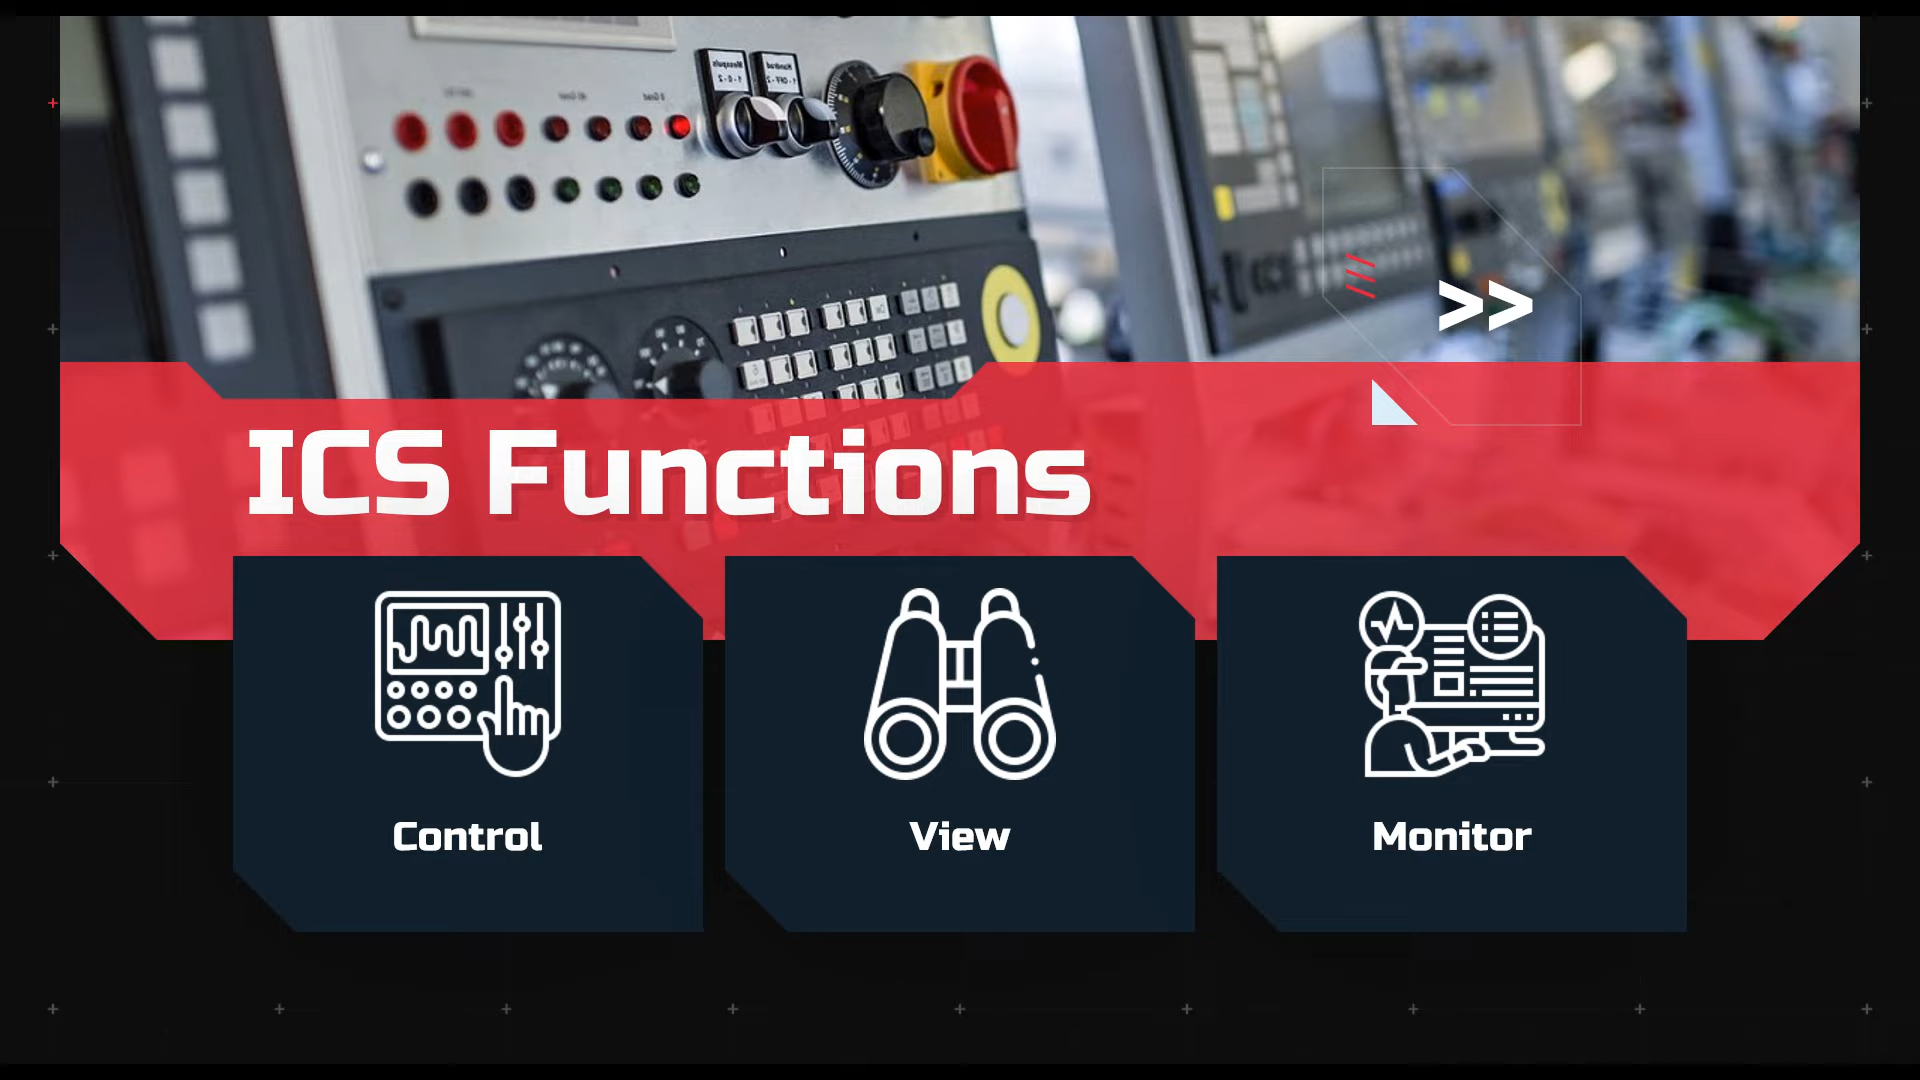 >>
ICS Functions
Control
View
Monitor